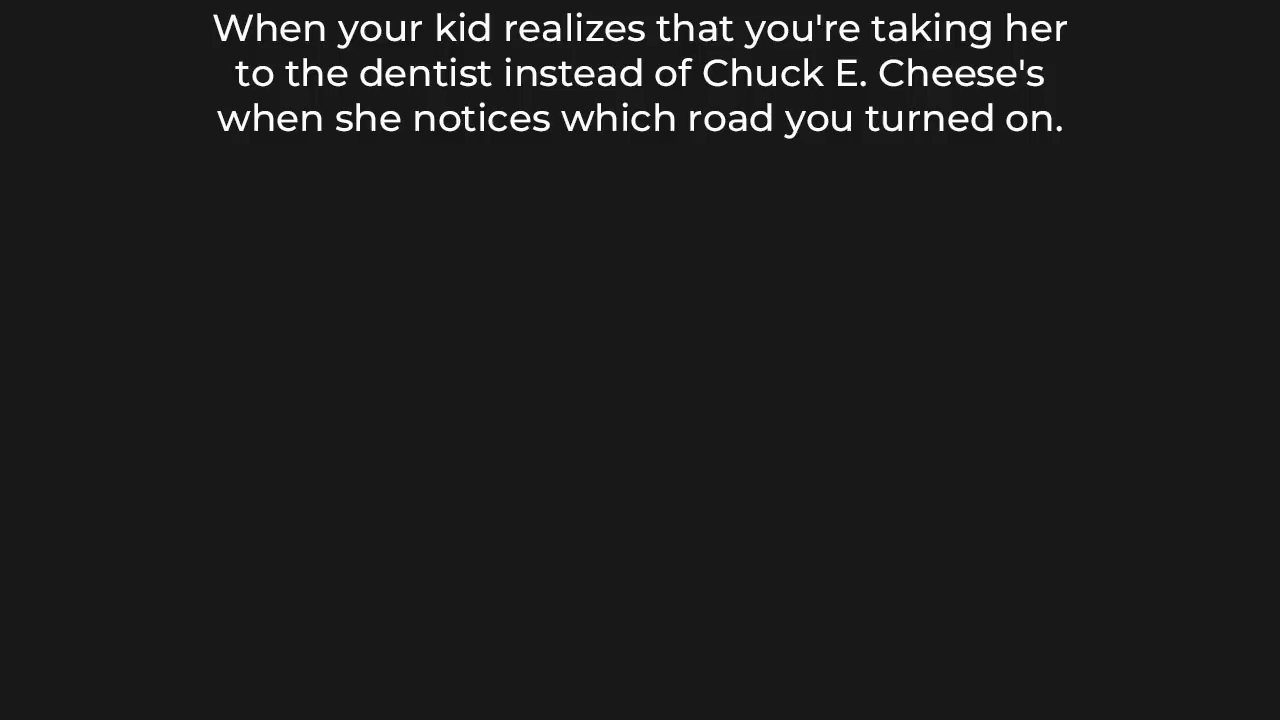 When your kid realizes that you're taking her
to the dentist instead of Chuck E. Cheese's
when she notices which road you turned on.